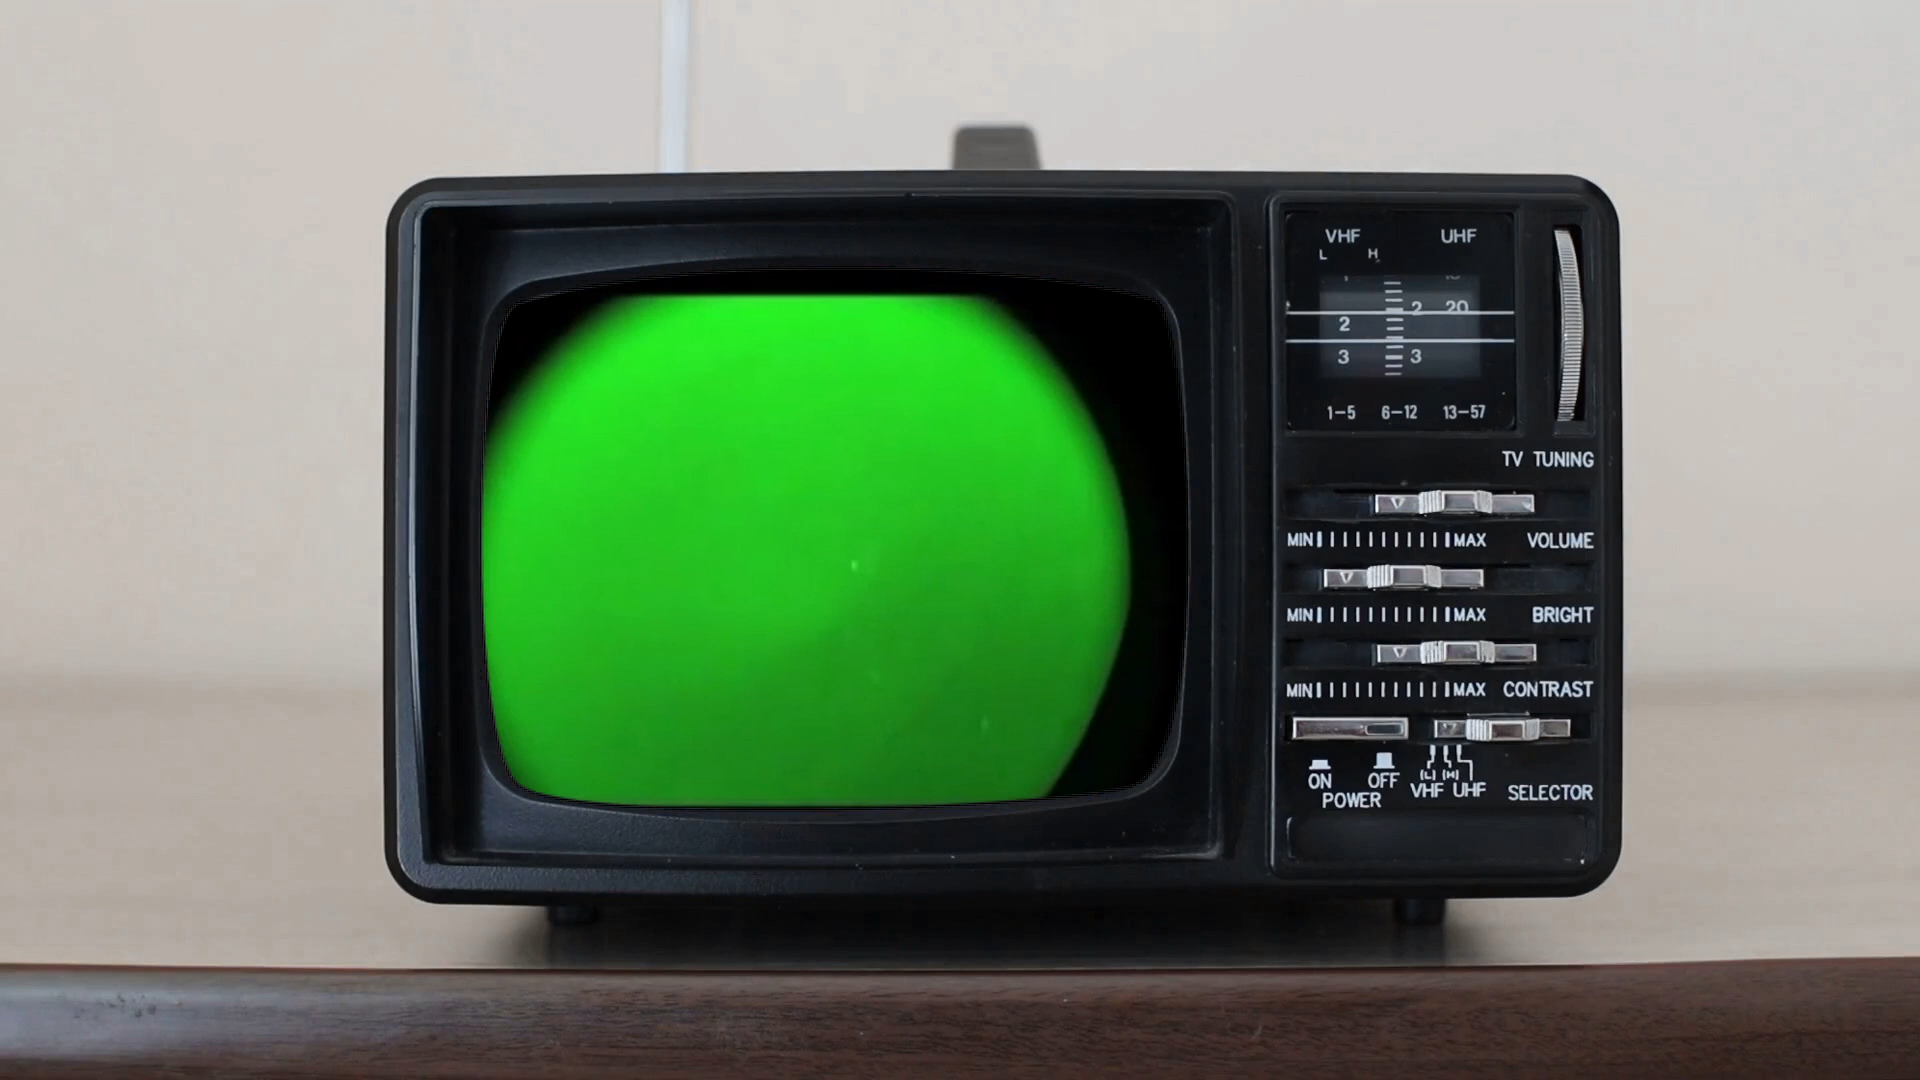 VHF UHF
L H
2 20
2
3 3
1-5 6-12 13-57
TV TUNING
MIN MAX VOLUME
MIN MAX BRIGHT
MIN MAX CONTRAST
ON OFF
POWER
(L) (H)
VHF UHF
SELECTOR